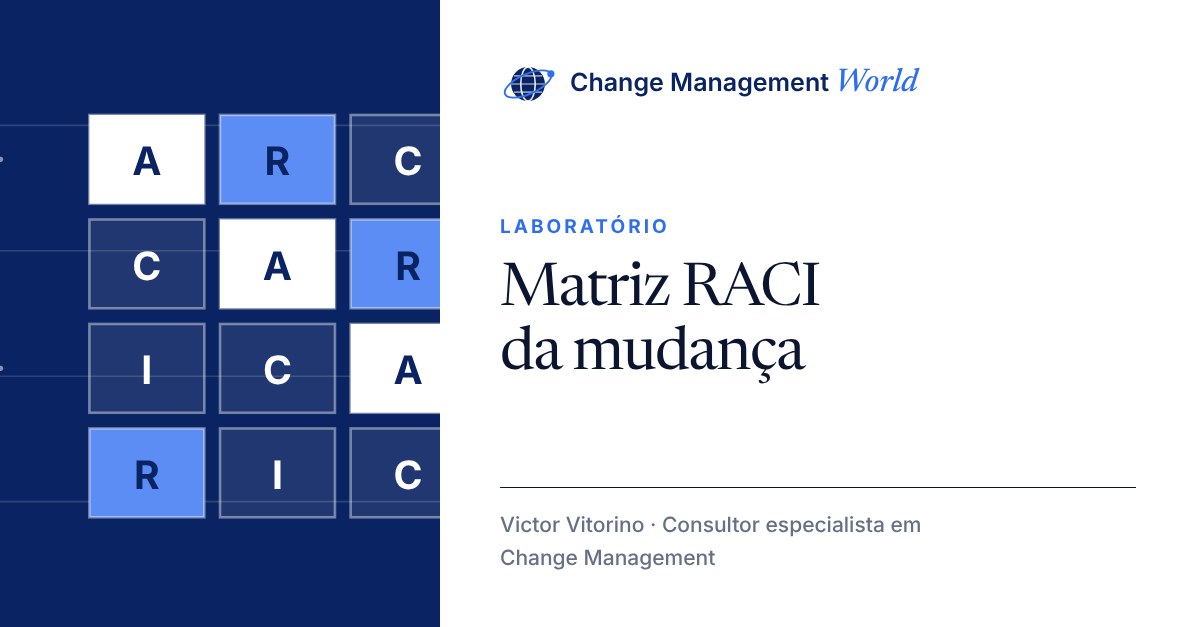 A R C
C A R
I C A
R I C
Change Management World
LABORATÓRIO
Matriz RACI
da mudança
Victor Vitorino · Consultor especialista em
Change Management